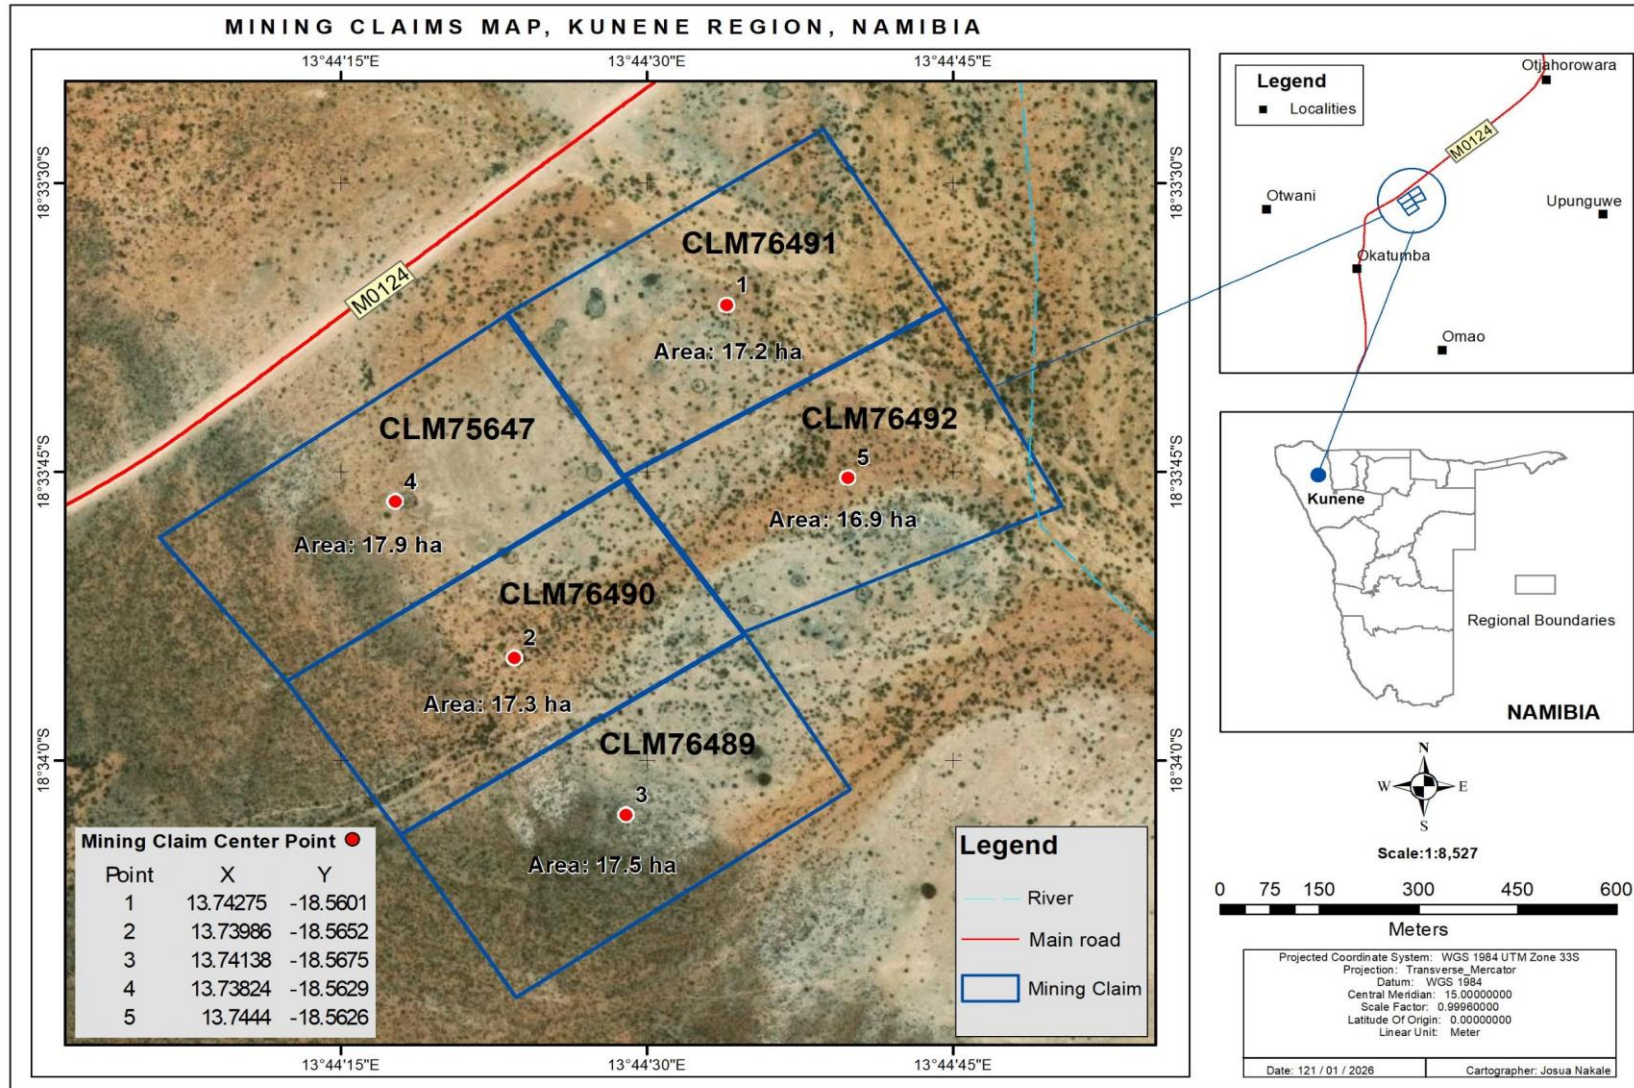 MINING CLAIMS MAP, KUNENE REGION, NAMIBIA
13°44'15"E 13°44'30"E 13°44'45"E
18°33'30"S
18°33'45"S
18°34'0"S
M0124
CLM76491
1
Area: 17.2 ha
CLM75647
4
Area: 17.9 ha
CLM76492
5
Area: 16.9 ha
CLM76490
2
Area: 17.3 ha
CLM76489
3
Area: 17.5 ha
Mining Claim Center Point
Point X Y
1 13.74275 -18.5601
2 13.73986 -18.5652
3 13.74138 -18.5675
4 13.73824 -18.5629
5 13.7444 -18.5626
Legend
River
Main road
Mining Claim
18°33'30"S
18°33'45"S
18°34'0"S
13°44'15"E 13°44'30"E 13°44'45"E
Legend
Localities
Otjahorowara
M0124
Otwani
Upunguwe
Okatumba
Omao
Kunene
Regional Boundaries
NAMIBIA
N
W E
S
Scale:1:8,527
0 75 150 300 450 600
Meters
Projected Coordinate System: WGS 1984 UTM Zone 33S
Projection: Transverse_Mercator
Datum: WGS 1984
Central Meridian: 15.00000000
Scale Factor: 0.99960000
Latitude Of Origin: 0.00000000
Linear Unit: Meter
Date: 121 / 01 / 2026 Cartographer: Josua Nakale